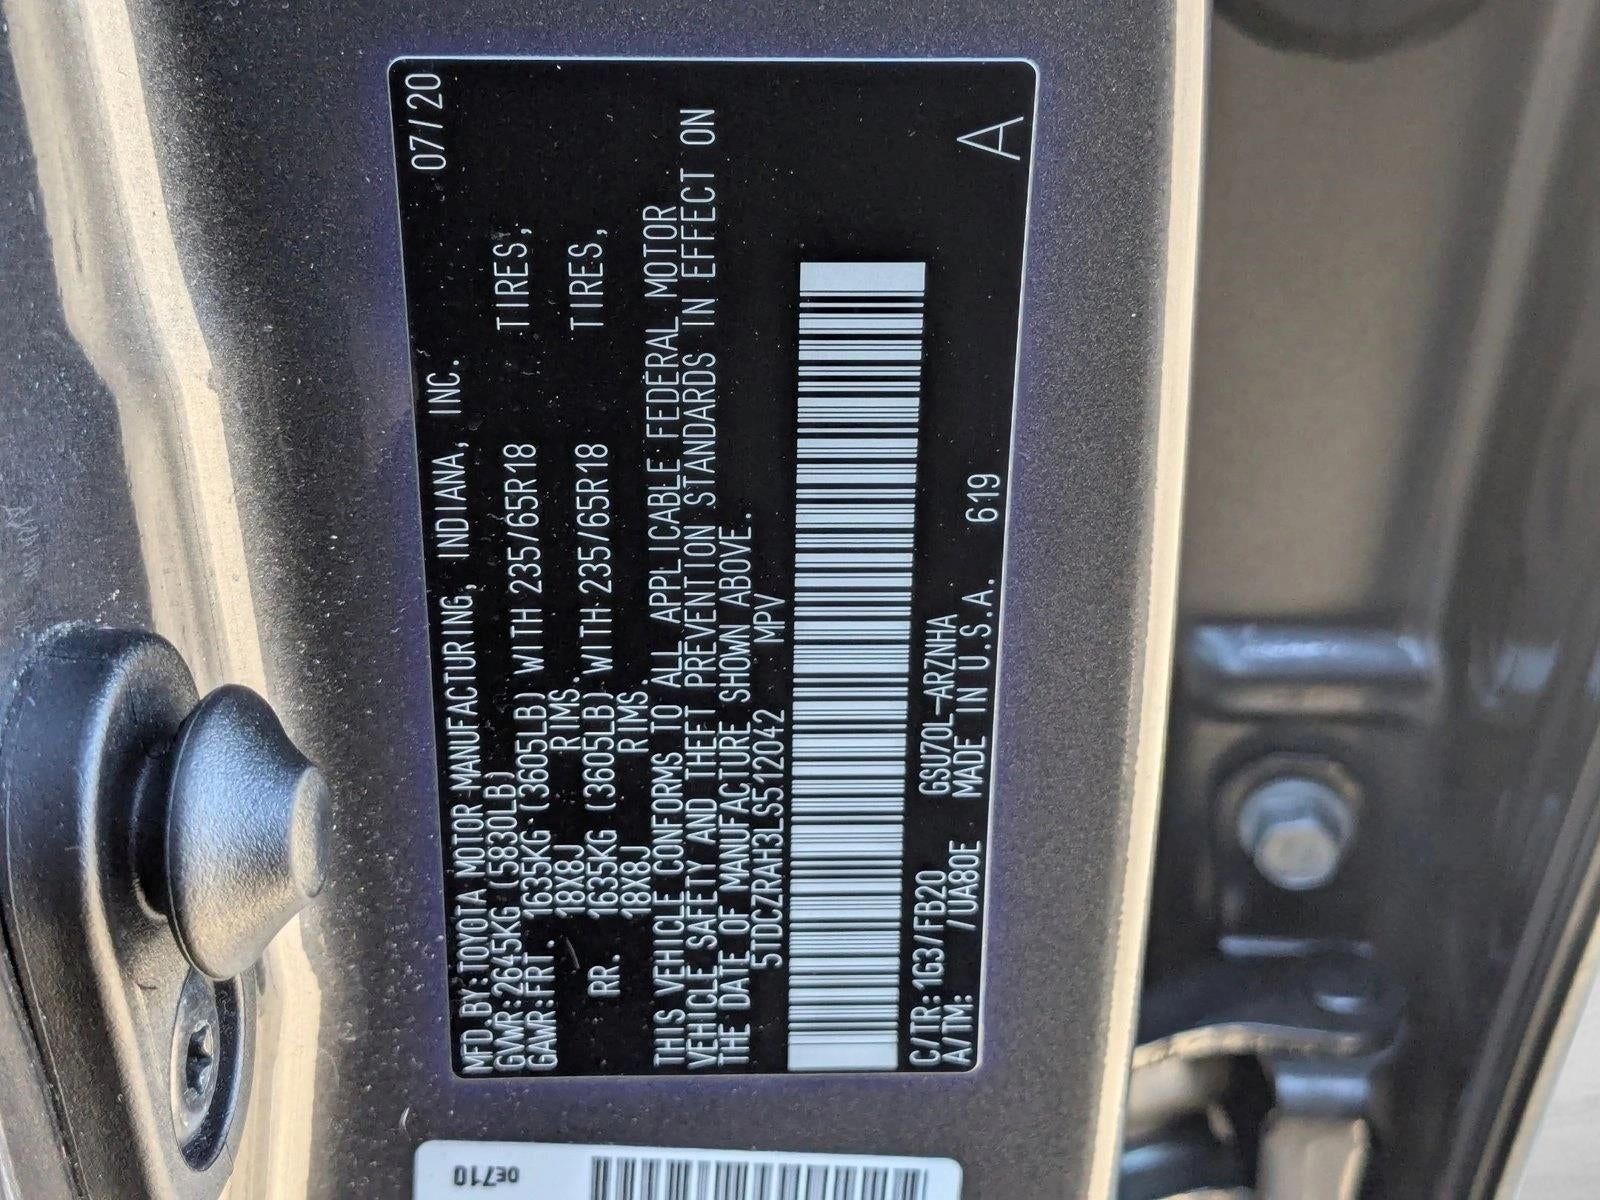 MFD.BY:TOYOTA MOTOR MANUFACTURING, INDIANA, INC. 07/20
GVWR:2645KG(5830LB)
GAWR:FRT. 1635KG (3605LB) WITH 235/65R18 TIRES,
18X8J RIMS.
RR. 1635KG (3605LB) WITH 235/65R18 TIRES,
18X8J RIMS
THIS VEHICLE CONFORMS TO ALL APPLICABLE FEDERAL MOTOR
VEHICLE SAFETY AND THEFT PREVENTION STANDARDS IN EFFECT ON
THE DATE OF MANUFACTURE SHOWN ABOVE.
5TDCZRAH3LS512042 MPV
C/TR:1G3/FB20 GSU70L-ARZNHA
A/TM: /UA80E MADE IN U.S.A. 619 A
0E710